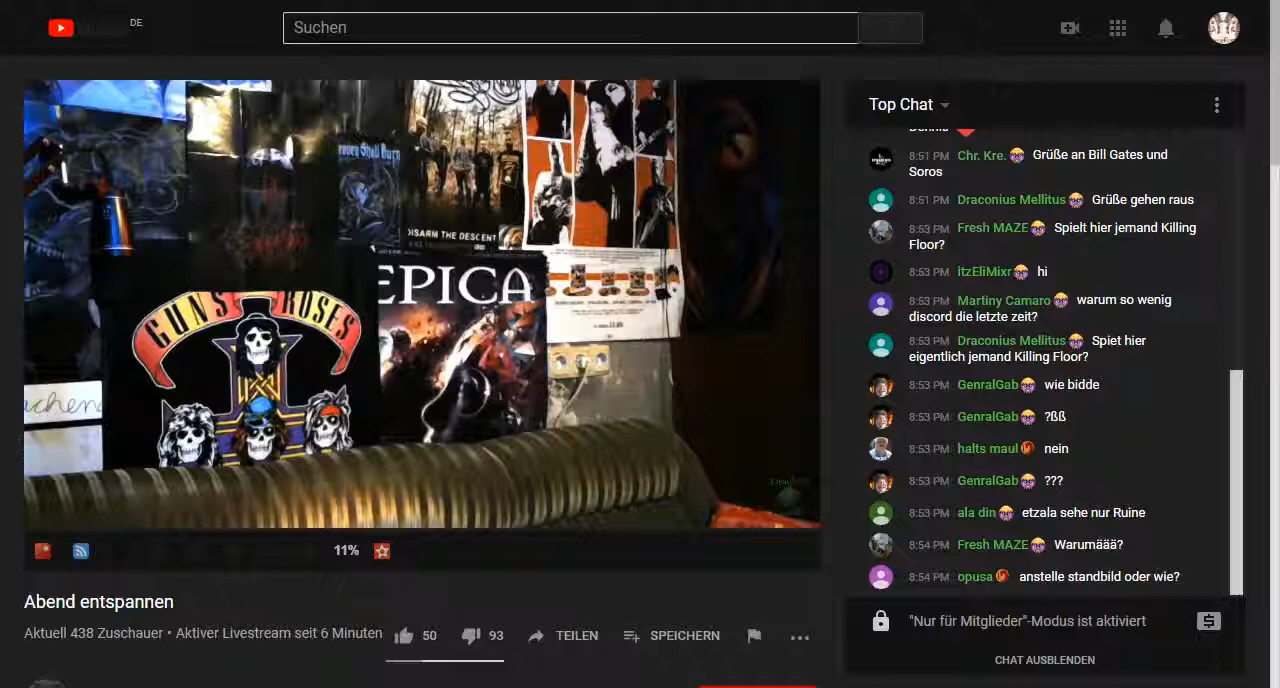 DE
Suchen
DISARM THE DESCENT
GUNS ROSES
EPICA
achen
11%
Abend entspannen
Aktuell 438 Zuschauer • Aktiver Livestream seit 6 Minuten
50
93
TEILEN
SPEICHERN
Top Chat
Dennis
8:51 PM Chr. Kre. Grüße an Bill Gates und
Soros
8:51 PM Draconius Mellitus Grüße gehen raus
8:53 PM Fresh MAZE Spielt hier jemand Killing
Floor?
8:53 PM itzEliMixr hi
8:53 PM Martiny Camaro warum so wenig
discord die letzte zeit?
8:53 PM Draconius Mellitus Spiet hier
eigentlich jemand Killing Floor?
8:53 PM GenralGab wie bidde
8:53 PM GenralGab ?ßß
8:53 PM halts maul nein
8:53 PM GenralGab ???
8:53 PM ala din etzala sehe nur Ruine
8:54 PM Fresh MAZE Warumäää?
8:54 PM opusa anstelle standbild oder wie?
"Nur für Mitglieder"-Modus ist aktiviert
CHAT AUSBLENDEN